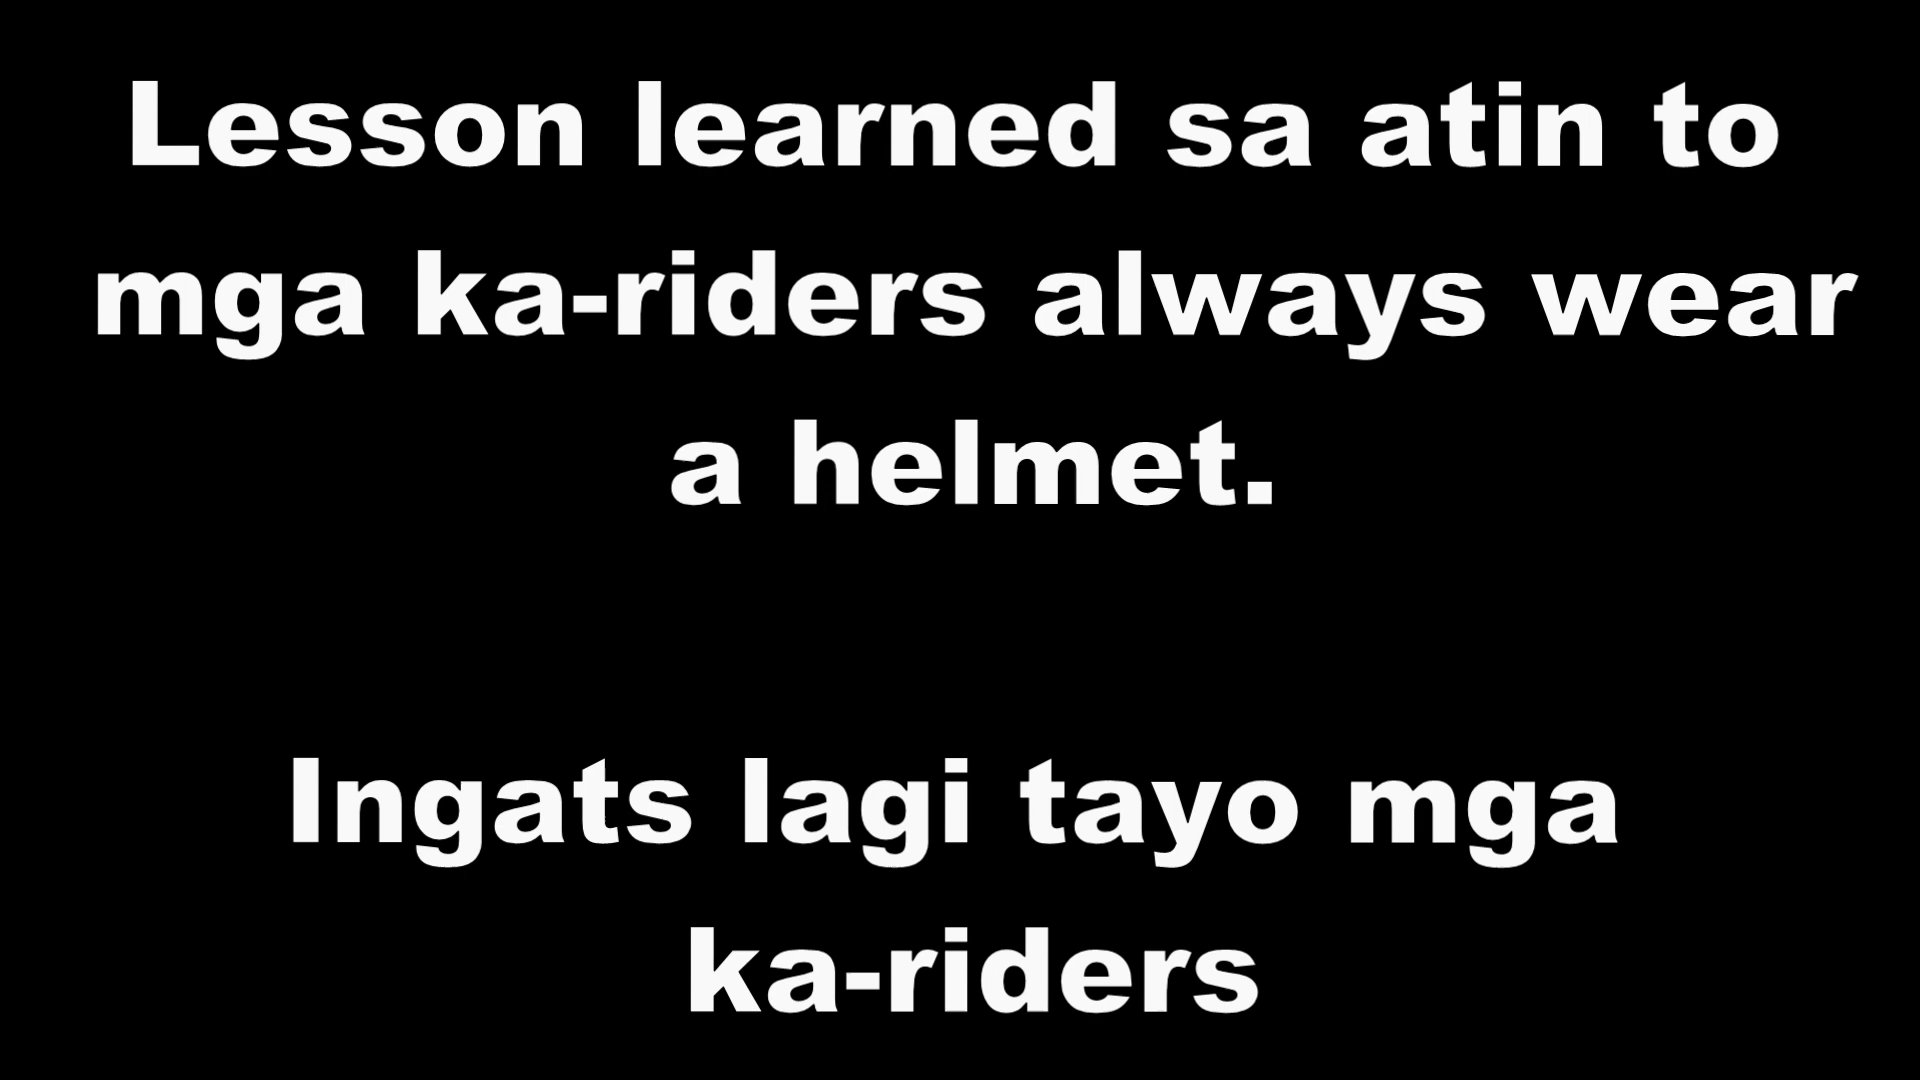 Lesson learned sa atin to
mga ka-riders always wear
a helmet.
Ingats lagi tayo mga
ka-riders